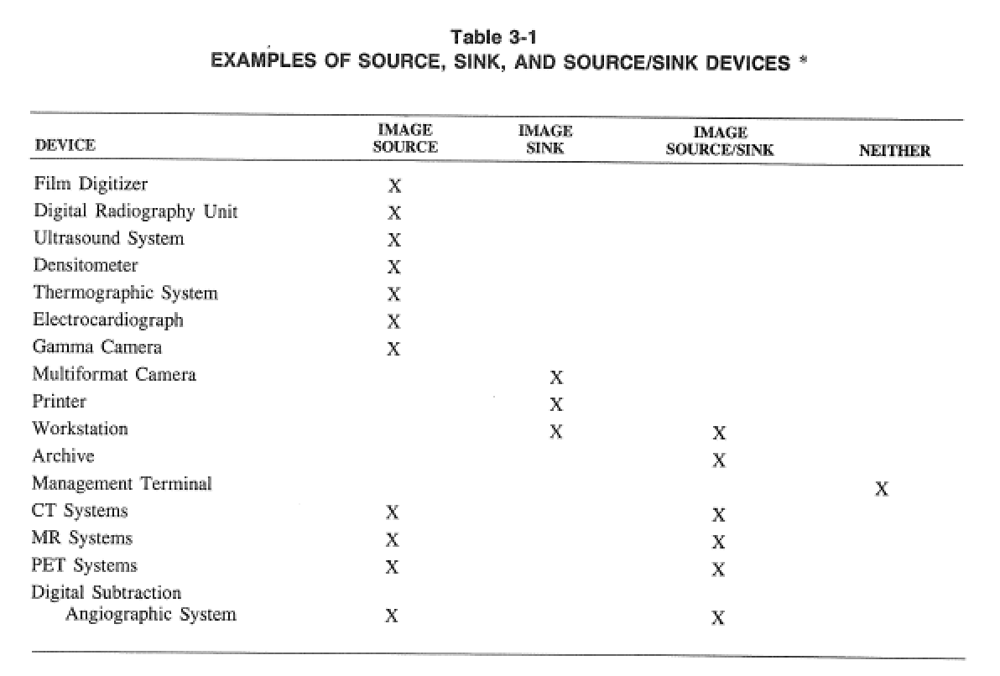 Table 3-1
EXAMPLES OF SOURCE, SINK, AND SOURCE/SINK DEVICES *
DEVICE IMAGE SOURCE IMAGE SINK IMAGE SOURCE/SINK NEITHER
Film Digitizer X
Digital Radiography Unit X
Ultrasound System X
Densitometer X
Thermographic System X
Electrocardiograph X
Gamma Camera X
Multiformat Camera X
Printer X
Workstation X X
Archive X
Management Terminal X
CT Systems X X
MR Systems X X
PET Systems X X
Digital Subtraction
Angiographic System X X